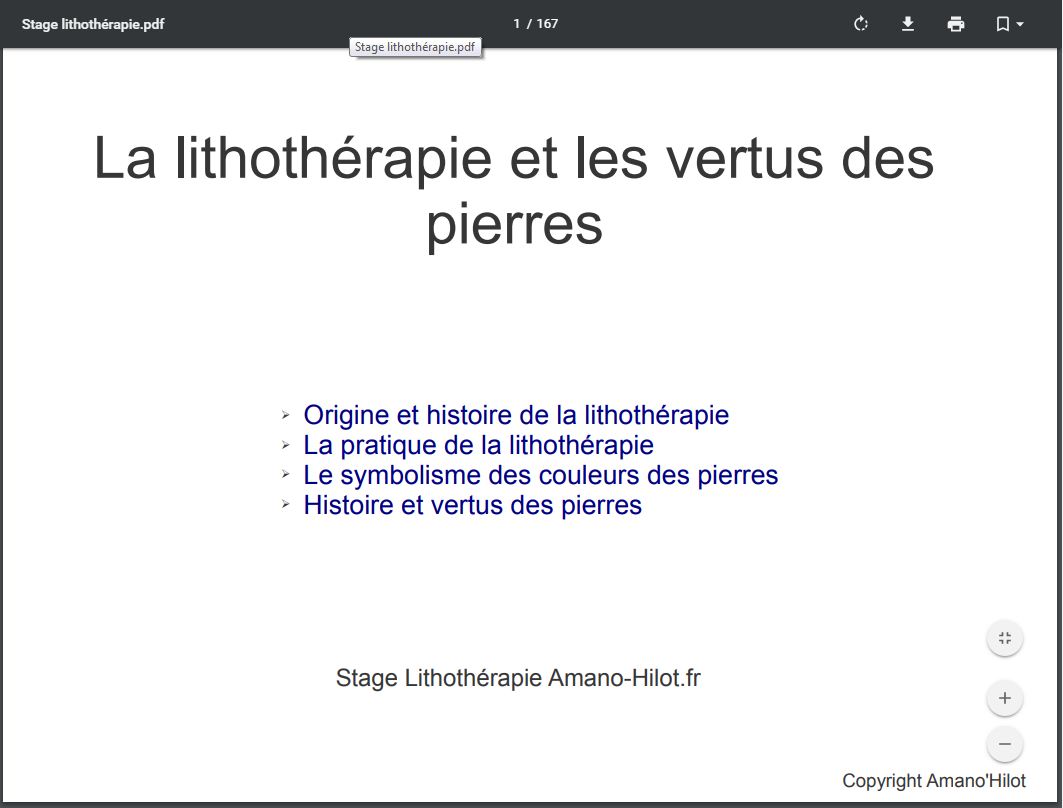 Stage lithothérapie.pdf
1 / 167
Stage lithothérapie.pdf
La lithothérapie et les vertus des
pierres
➢ Origine et histoire de la lithothérapie
➢ La pratique de la lithothérapie
➢ Le symbolisme des couleurs des pierres
➢ Histoire et vertus des pierres
Stage Lithothérapie Amano-Hilot.fr
Copyright Amano'Hilot